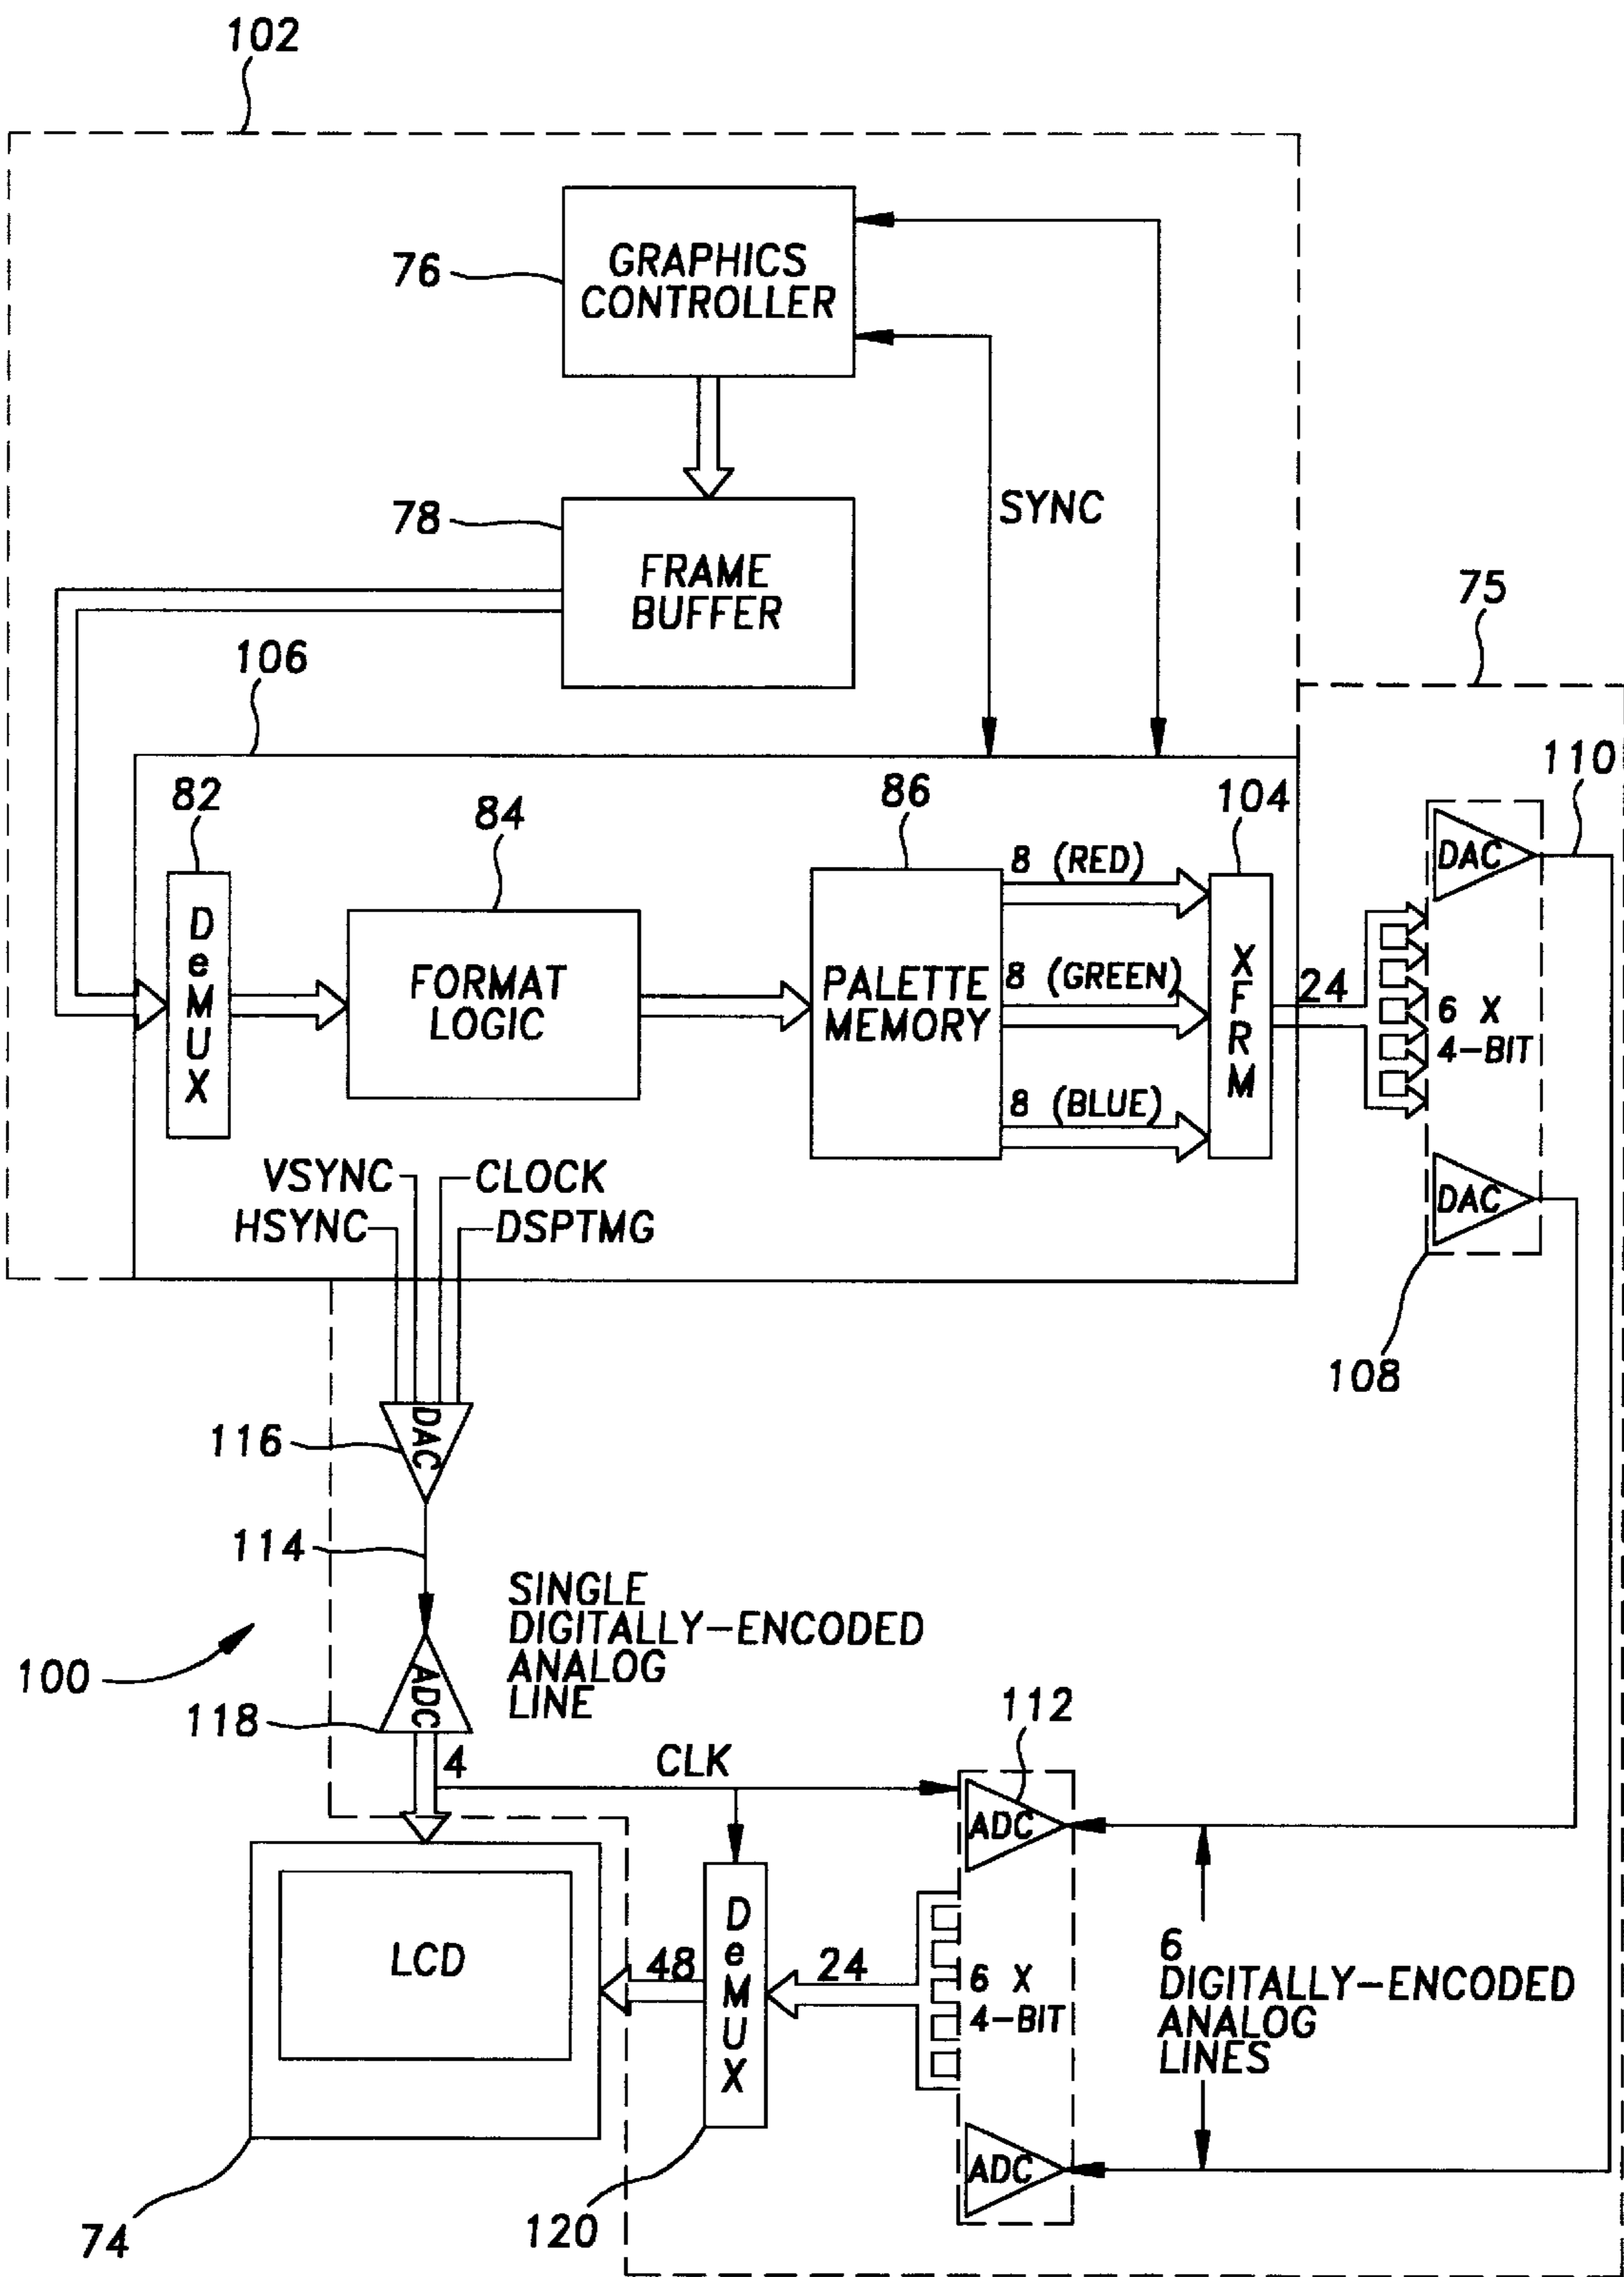 102
76
GRAPHICS
CONTROLLER
78
SYNC
FRAME
BUFFER
75
106
110
82
84
86
104
8 (RED)
DAC
DeMUX
FORMAT
LOGIC
PALETTE
MEMORY
8 (GREEN)
XFRM
24
6 X
4-BIT
8 (BLUE)
VSYNC
CLOCK
HSYNC
DSPTMG
DAC
108
DAC
116
114
SINGLE
DIGITALLY-ENCODED
ANALOG
LINE
100
ADC
118
112
4
CLK
ADC
LCD
48
DeMUX
24
6 X
4-BIT
6
DIGITALLY-ENCODED
ANALOG
LINES
ADC
74
120